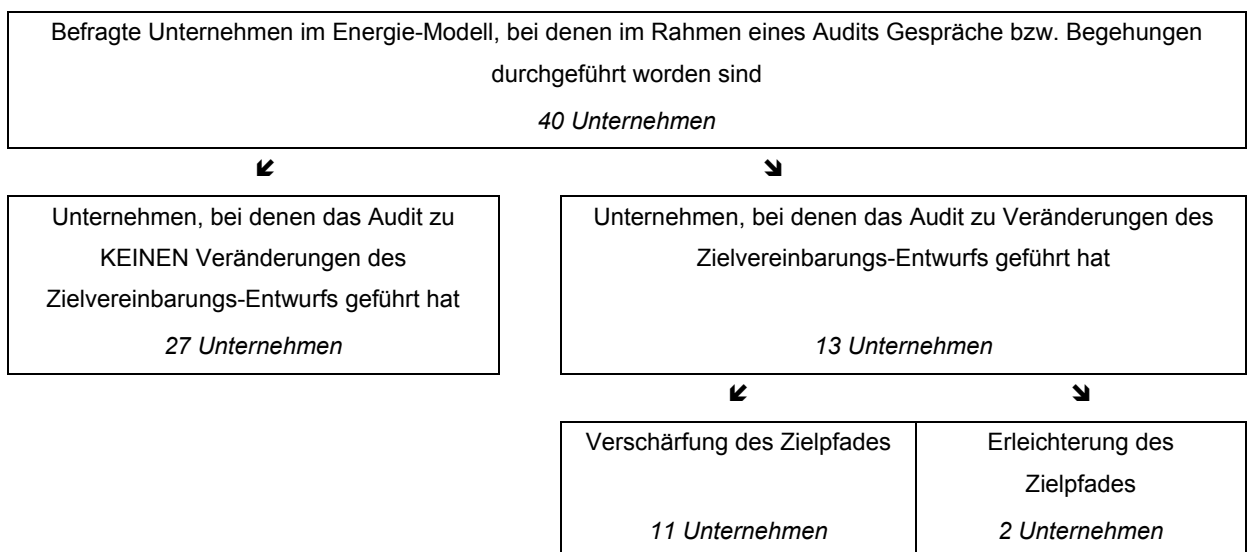 Befragte Unternehmen im Energie-Modell, bei denen im Rahmen eines Audits Gespräche bzw. Begehungen
durchgeführt worden sind
40 Unternehmen
Unternehmen, bei denen das Audit zu
KEINEN Veränderungen des
Zielvereinbarungs-Entwurfs geführt hat
27 Unternehmen
Unternehmen, bei denen das Audit zu Veränderungen des
Zielvereinbarungs-Entwurfs geführt hat
13 Unternehmen
Verschärfung des Zielpfades
11 Unternehmen
Erleichterung des
Zielpfades
2 Unternehmen